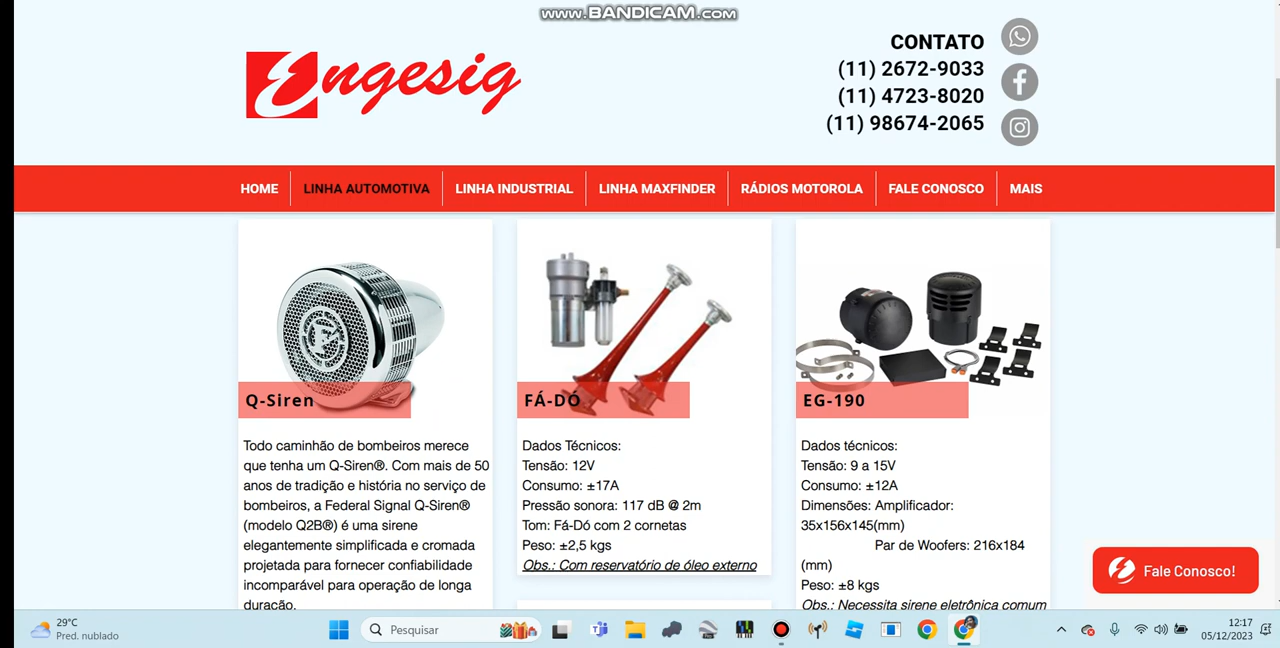 www.BANDICAM.com
Engesig
CONTATO
(11) 2672-9033
(11) 4723-8020
(11) 98674-2065
HOME
LINHA AUTOMOTIVA
LINHA INDUSTRIAL
LINHA MAXFINDER
RÁDIOS MOTOROLA
FALE CONOSCO
MAIS
Q-Siren
Todo caminhão de bombeiros merece
que tenha um Q-Siren®. Com mais de 50
anos de tradição e história no serviço de
bombeiros, a Federal Signal Q-Siren®
(modelo Q2B®) é uma sirene
elegantemente simplificada e cromada
projetada para fornecer confiabilidade
incomparável para operação de longa
duração.
FÁ-DÓ
Dados Técnicos:
Tensão: 12V
Consumo: ±17A
Pressão sonora: 117 dB @ 2m
Tom: Fá-Dó com 2 cornetas
Peso: ±2,5 kgs
Obs.: Com reservatório de óleo externo
EG-190
Dados técnicos:
Tensão: 9 a 15V
Consumo: ±12A
Dimensões: Amplificador:
35x156x145(mm)
Par de Woofers: 216x184
(mm)
Peso: ±8 kgs
Obs.: Necessita sirene eletrônica comum
Fale Conosco!
29°C
Pred. nublado
Pesquisar
12:17
05/12/2023